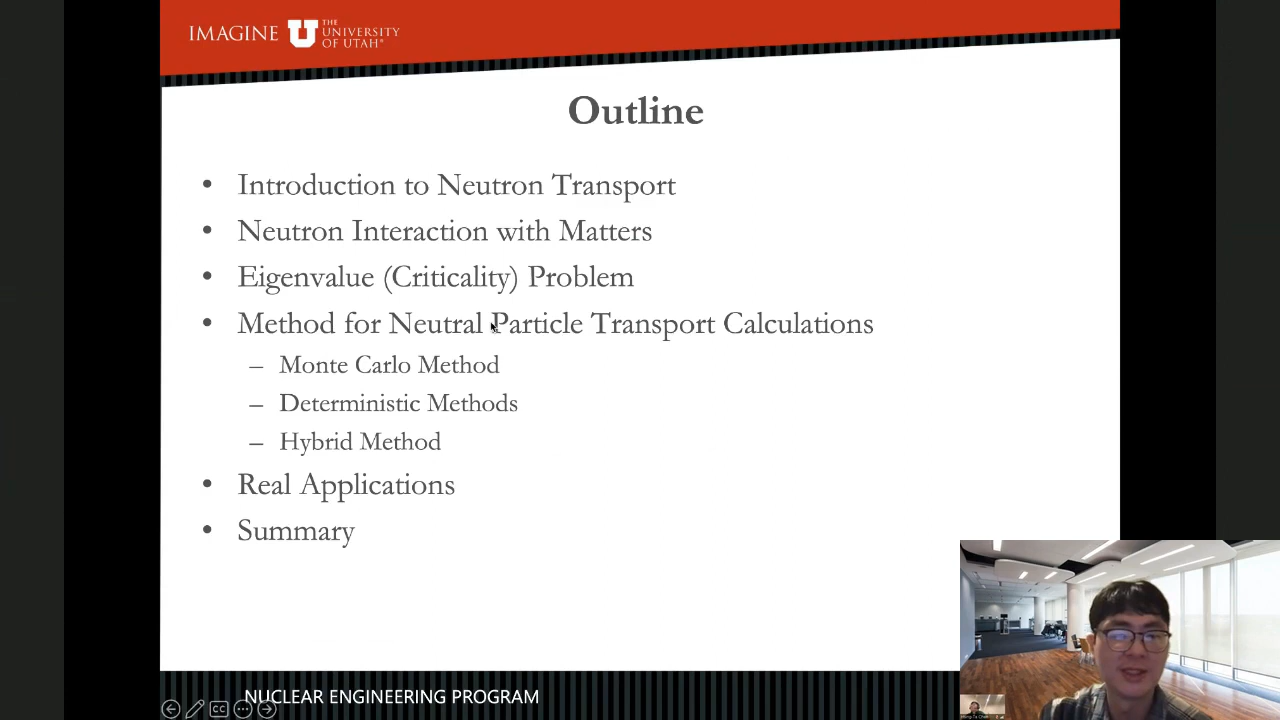 IMAGINE
THE
UNIVERSITY
OF UTAH®
Outline
• Introduction to Neutron Transport
• Neutron Interaction with Matters
• Eigenvalue (Criticality) Problem
• Method for Neutral Particle Transport Calculations
– Monte Carlo Method
– Deterministic Methods
– Hybrid Method
• Real Applications
• Summary
NUCLEAR ENGINEERING PROGRAM
CC